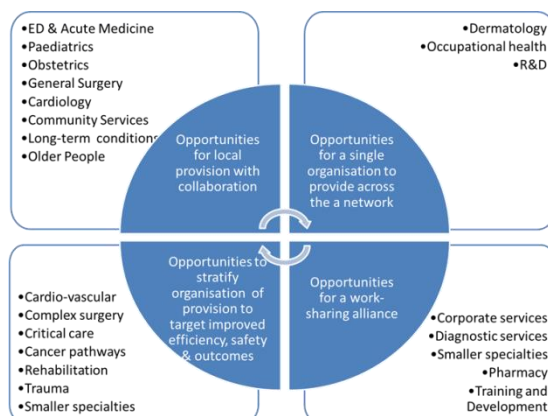 •ED & Acute Medicine
•Paediatrics
•Obstetrics
•General Surgery
•Cardiology
•Community Services
•Long-term conditions
•Older People
•Dermatology
•Occupational health
•R&D
Opportunities
for local
provision with
collaboration
Opportunities
for a single
organisation to
provide across
the a network
Opportunities to
stratify
organisation of
provision to
target improved
efficiency, safety
& outcomes
Opportunities
for a work-
sharing alliance
•Cardio-vascular
•Complex surgery
•Critical care
•Cancer pathways
•Rehabilitation
•Trauma
•Smaller specialties
•Corporate services
•Diagnostic services
•Smaller specialties
•Pharmacy
•Training and
Development